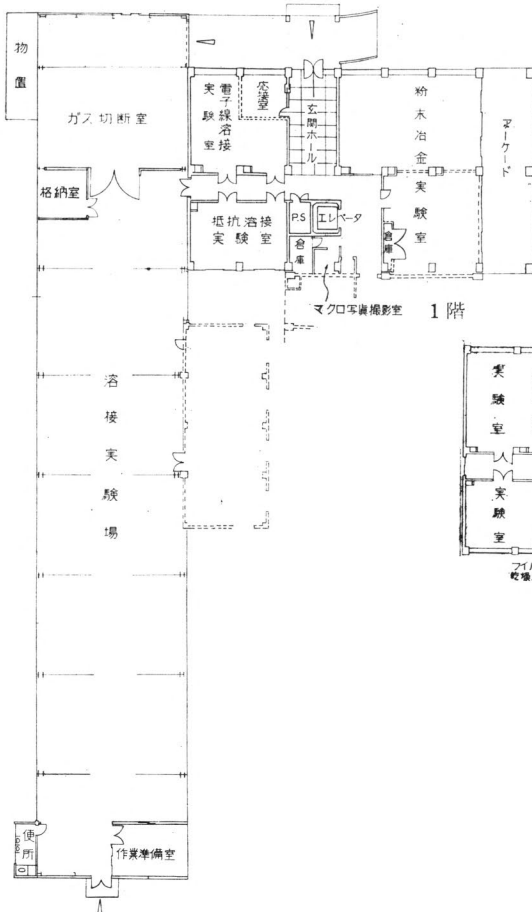 物置
ガス切断室
格納室
電子線溶接
実験室
応接室
玄関ホール
粉末冶金
実験室
アーケード
抵抗溶接
実験室
P.S
エレベータ
倉庫
倉庫
マクロ写真撮影室
1階
溶接実験場
実験室
実験室
便所
作業準備室